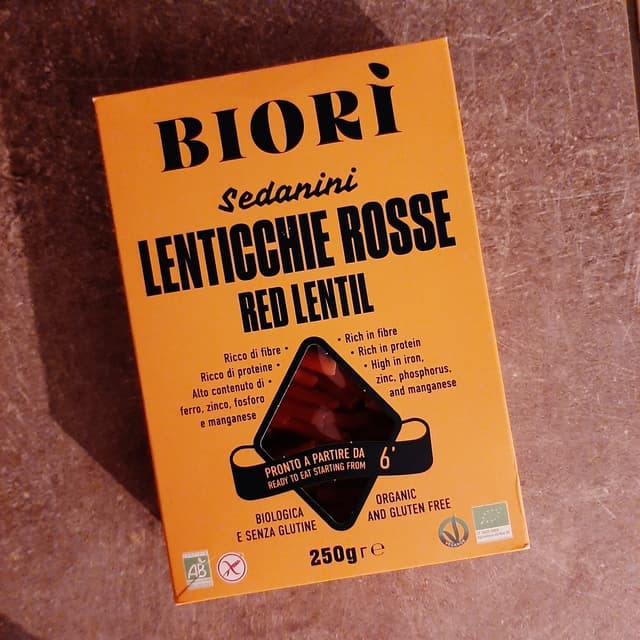 BIORÌ
Sedanini
LENTICCHIE ROSSE
RED LENTIL
Ricco di fibre •
Ricco di proteine •
Alto contenuto di •
ferro, zinco, fosforo
e manganese
• Rich in fibre
• Rich in protein
• High in iron,
zinc, phosphorus,
and manganese
PRONTO A PARTIRE DA
READY TO EAT STARTING FROM
6'
BIOLOGICA
E SENZA GLUTINE
ORGANIC
AND GLUTEN FREE
AB
250g г ℮